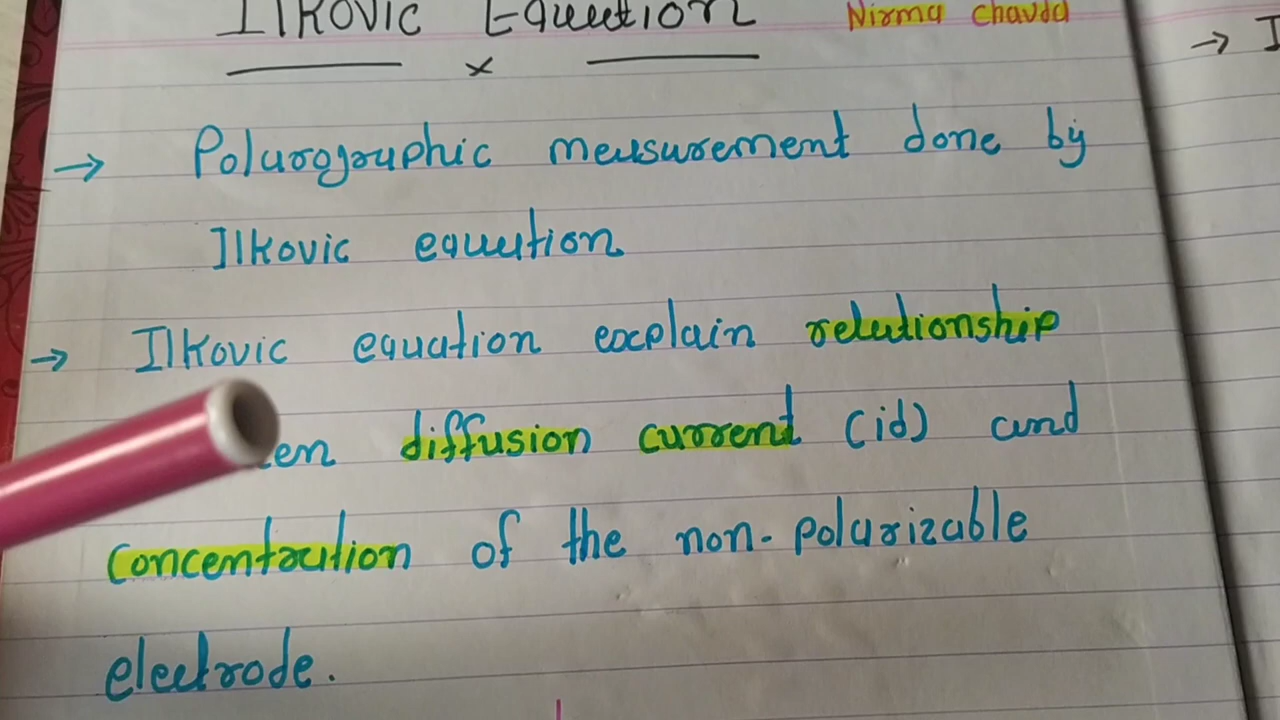 Ilkovic Equation Nirma Chavda
→ I
→ Polarographic measurement done by
Ilkovic equation
→ Ilkovic equation explain relationship
diffusion current (id) and
concentration of the non-polarizable
electrode.